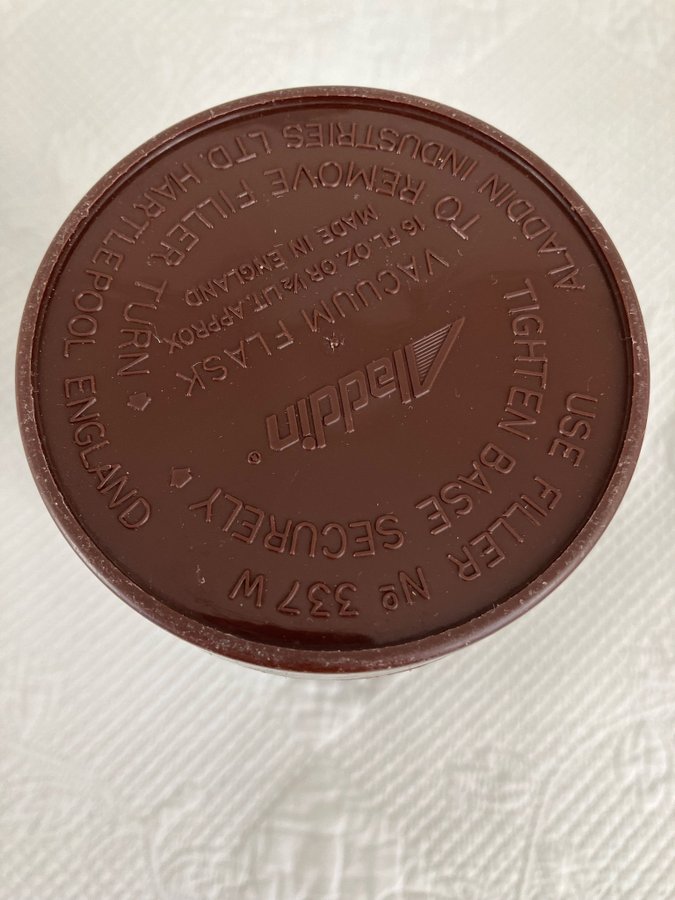 USE FILLER Nº 337 W
TIGHTEN BASE SECURELY
Aladdin ®
VACUUM FLASK
16 FL. OZ. OR ½ LIT. APPROX
MADE IN ENGLAND
TO REMOVE FILLER, TURN
ALADDIN INDUSTRIES LTD. HARTLEPOOL ENGLAND